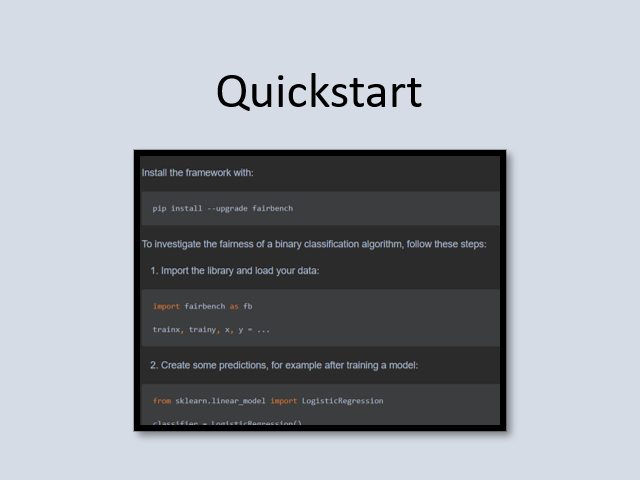 Quickstart
Install the framework with:
pip install --upgrade fairbench
To investigate the fairness of a binary classification algorithm, follow these steps:
1. Import the library and load your data:
import fairbench as fb
trainx, trainy, x, y = ...
2. Create some predictions, for example after training a model:
from sklearn.linear_model import LogisticRegression
classifier = LogisticRegression()